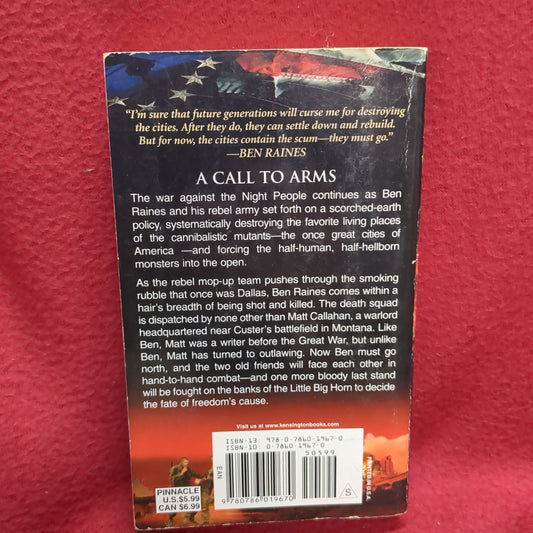 "I'm sure that future generations will curse me for destroying
the cities. After they do, they can settle down and rebuild.
But for now, the cities contain the scum—they must go."
—BEN RAINES
A CALL TO ARMS
The war against the Night People continues as Ben
Raines and his rebel army set forth on a scorched-earth
policy, systematically destroying the favorite living places
of the cannibalistic mutants—the once great cities of
America —and forcing the half-human, half-hellborn
monsters into the open.
As the rebel mop-up team pushes through the smoking
rubble that once was Dallas, Ben Raines comes within a
hair's breadth of being shot and killed. The death squad
is dispatched by none other than Matt Callahan, a warlord
headquartered near Custer's battlefield in Montana. Like
Ben, Matt was a writer before the Great War, but unlike
Ben, Matt has turned to outlawing. Now Ben must go
north, and the two old friends will face each other in
hand-to-hand combat—and one more bloody last stand
will be fought on the banks of the Little Big Horn to decide
the fate of freedom's cause.
Visit us at www.kensingtonbooks.com
ISBN-13: 978-0-7860-1967-0
ISBN-10: 0-7860-1967-0
50599
EAN
9 780786 019670
S
PRINTED IN U.S.A.
PINNACLE
U.S. $5.99
CAN $6.99